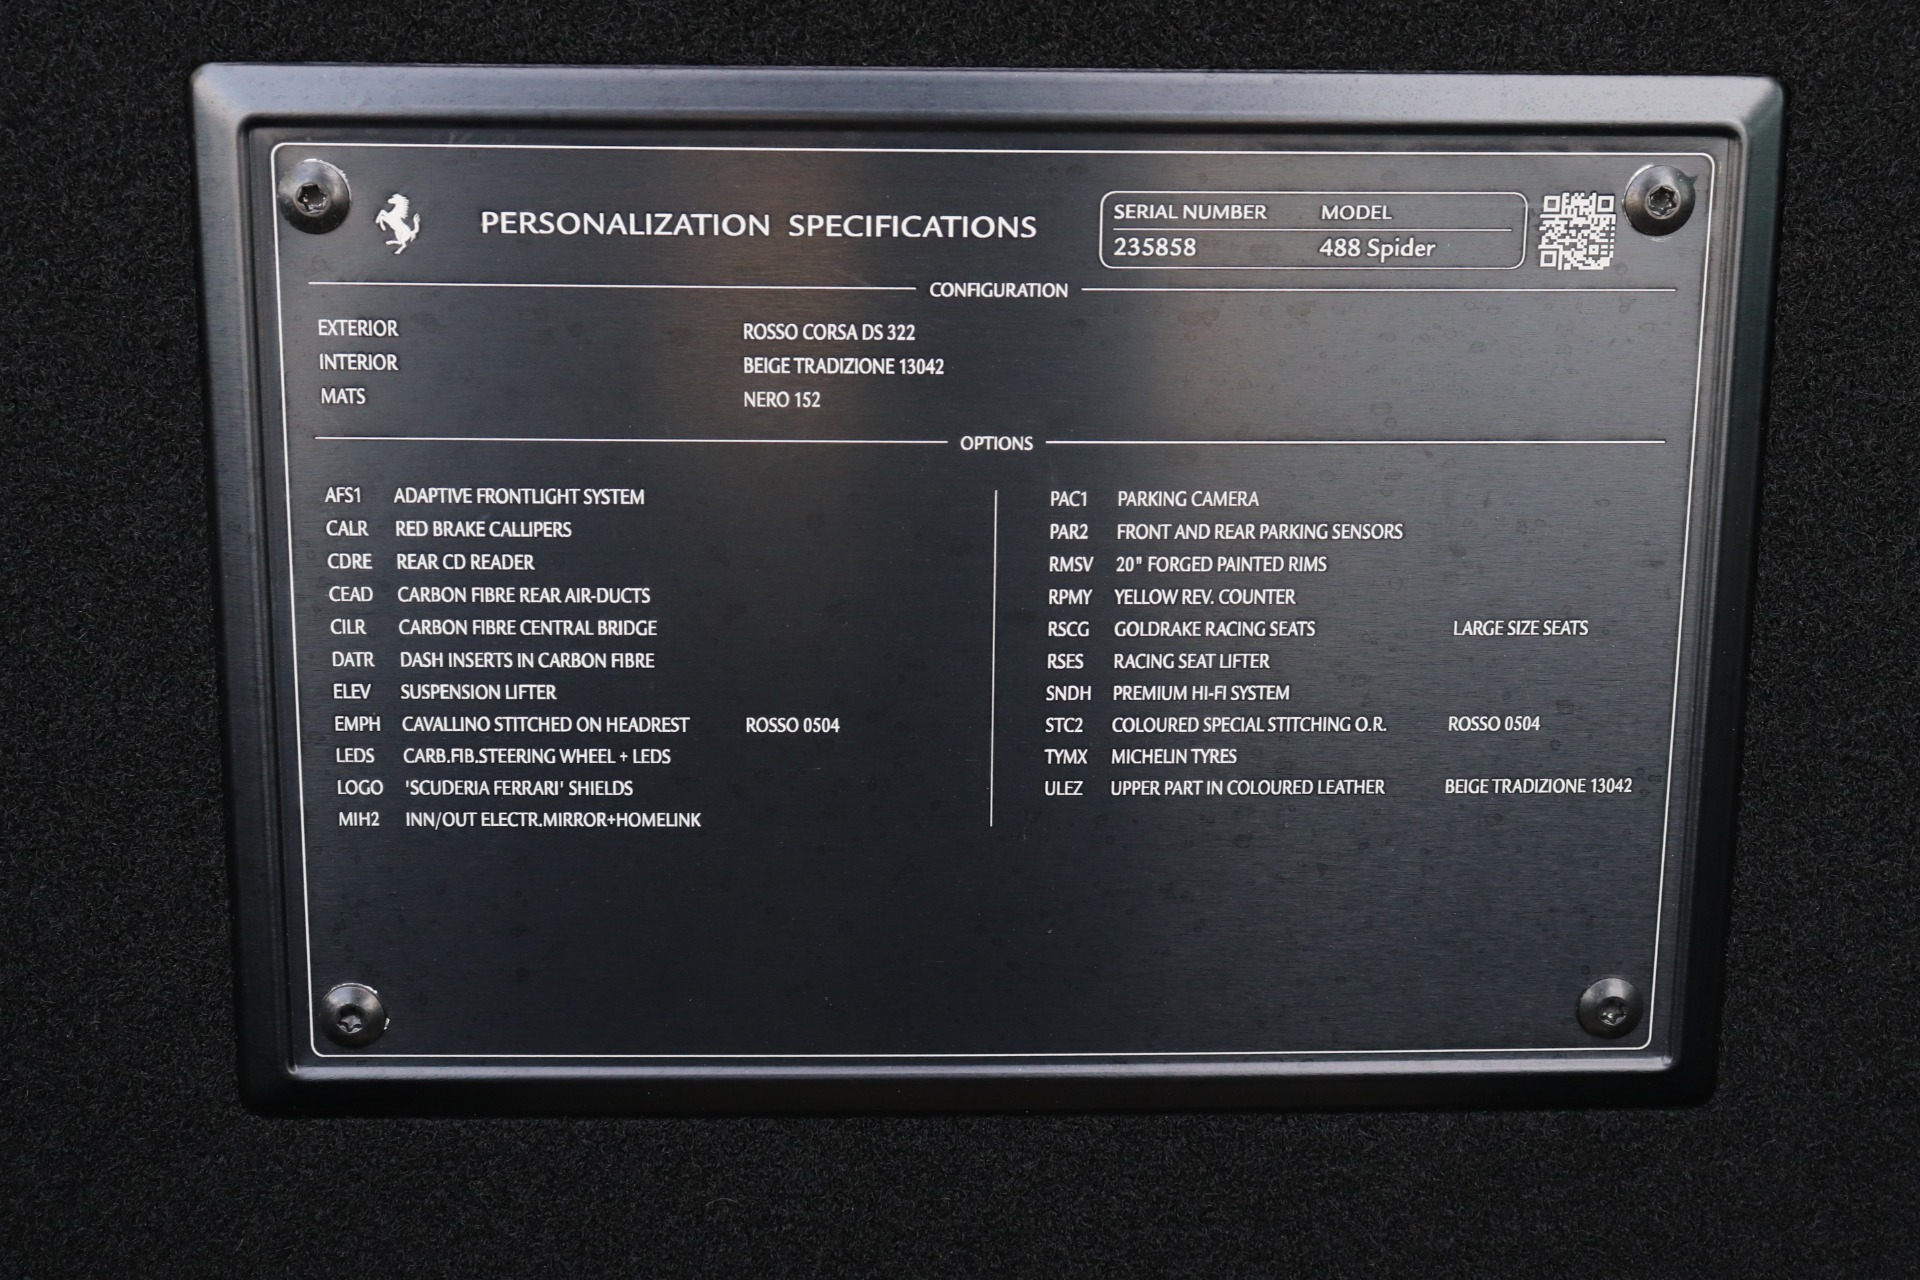 PERSONALIZATION SPECIFICATIONS
SERIAL NUMBER MODEL
235858 488 Spider
CONFIGURATION
EXTERIOR ROSSO CORSA DS 322
INTERIOR BEIGE TRADIZIONE 13042
MATS NERO 152
OPTIONS
AFS1 ADAPTIVE FRONTLIGHT SYSTEM
CALR RED BRAKE CALLIPERS
CDRE REAR CD READER
CEAD CARBON FIBRE REAR AIR-DUCTS
CILR CARBON FIBRE CENTRAL BRIDGE
DATR DASH INSERTS IN CARBON FIBRE
ELEV SUSPENSION LIFTER
EMPH CAVALLINO STITCHED ON HEADREST ROSSO 0504
LEDS CARB.FIB.STEERING WHEEL + LEDS
LOGO 'SCUDERIA FERRARI' SHIELDS
MIH2 INN/OUT ELECTR.MIRROR+HOMELINK
PAC1 PARKING CAMERA
PAR2 FRONT AND REAR PARKING SENSORS
RMSV 20" FORGED PAINTED RIMS
RPMY YELLOW REV. COUNTER
RSCG GOLDRAKE RACING SEATS LARGE SIZE SEATS
RSES RACING SEAT LIFTER
SNDH PREMIUM HI-FI SYSTEM
STC2 COLOURED SPECIAL STITCHING O.R. ROSSO 0504
TYMX MICHELIN TYRES
ULEZ UPPER PART IN COLOURED LEATHER BEIGE TRADIZIONE 13042